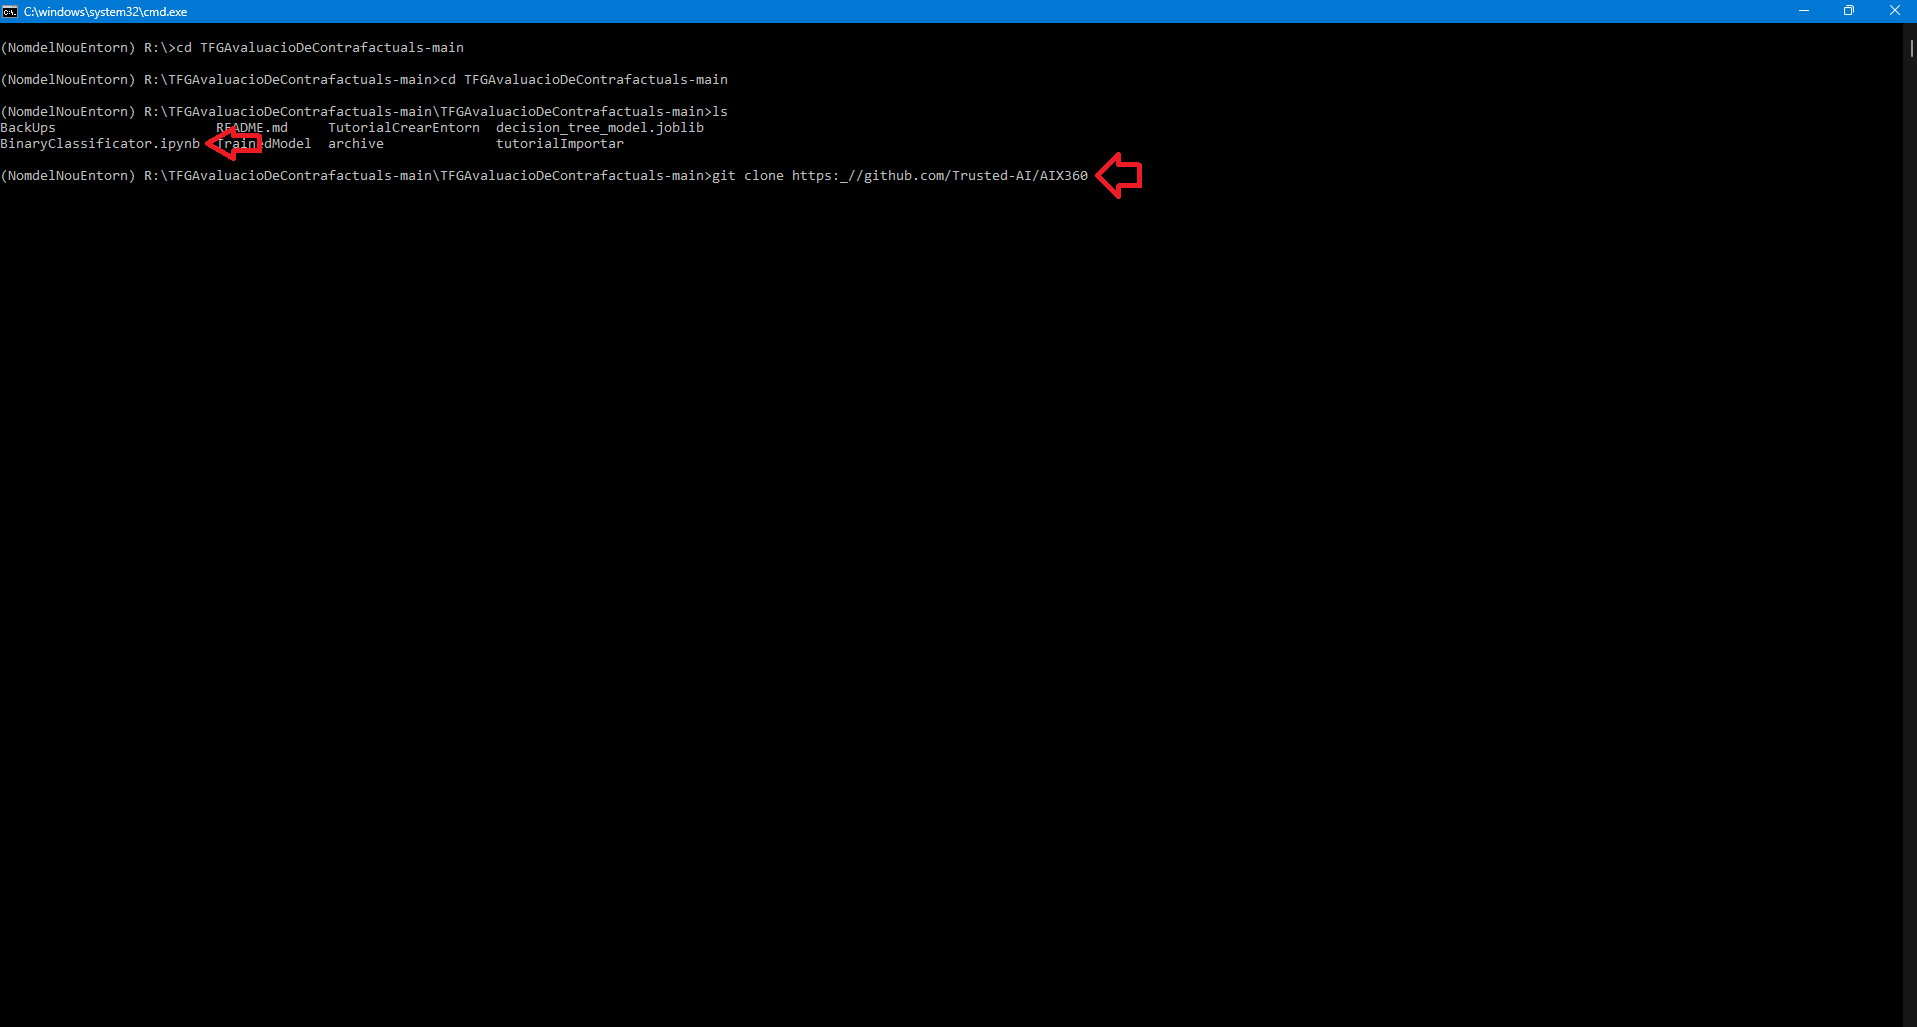 C:\windows\system32\cmd.exe
(NomdelNouEntorn) R:\>cd TFGAvaluacioDeContrafactuals-main
(NomdelNouEntorn) R:\TFGAvaluacioDeContrafactuals-main>cd TFGAvaluacioDeContrafactuals-main
(NomdelNouEntorn) R:\TFGAvaluacioDeContrafactuals-main\TFGAvaluacioDeContrafactuals-main>ls
BackUps README.md TutorialCrearEntorn decision_tree_model.joblib
BinaryClassificator.ipynb TrainedModel archive tutorialImportar
(NomdelNouEntorn) R:\TFGAvaluacioDeContrafactuals-main\TFGAvaluacioDeContrafactuals-main>git clone https:_//github.com/Trusted-AI/AIX360